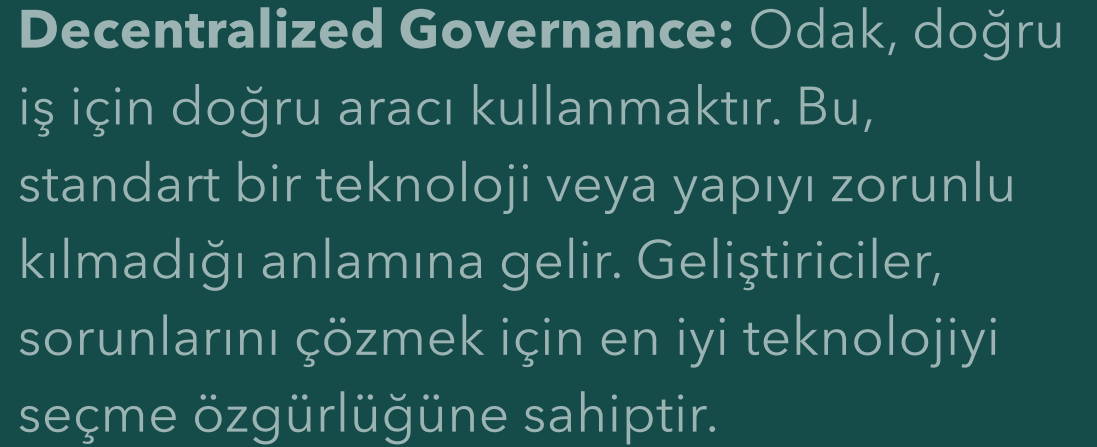 Decentralized Governance: Odak, doğru
iş için doğru aracı kullanmaktır. Bu,
standart bir teknoloji veya yapıyı zorunlu
kılmadığı anlamına gelir. Geliştiriciler,
sorunlarını çözmek için en iyi teknolojiyi
seçme özgürlüğüne sahiptir.